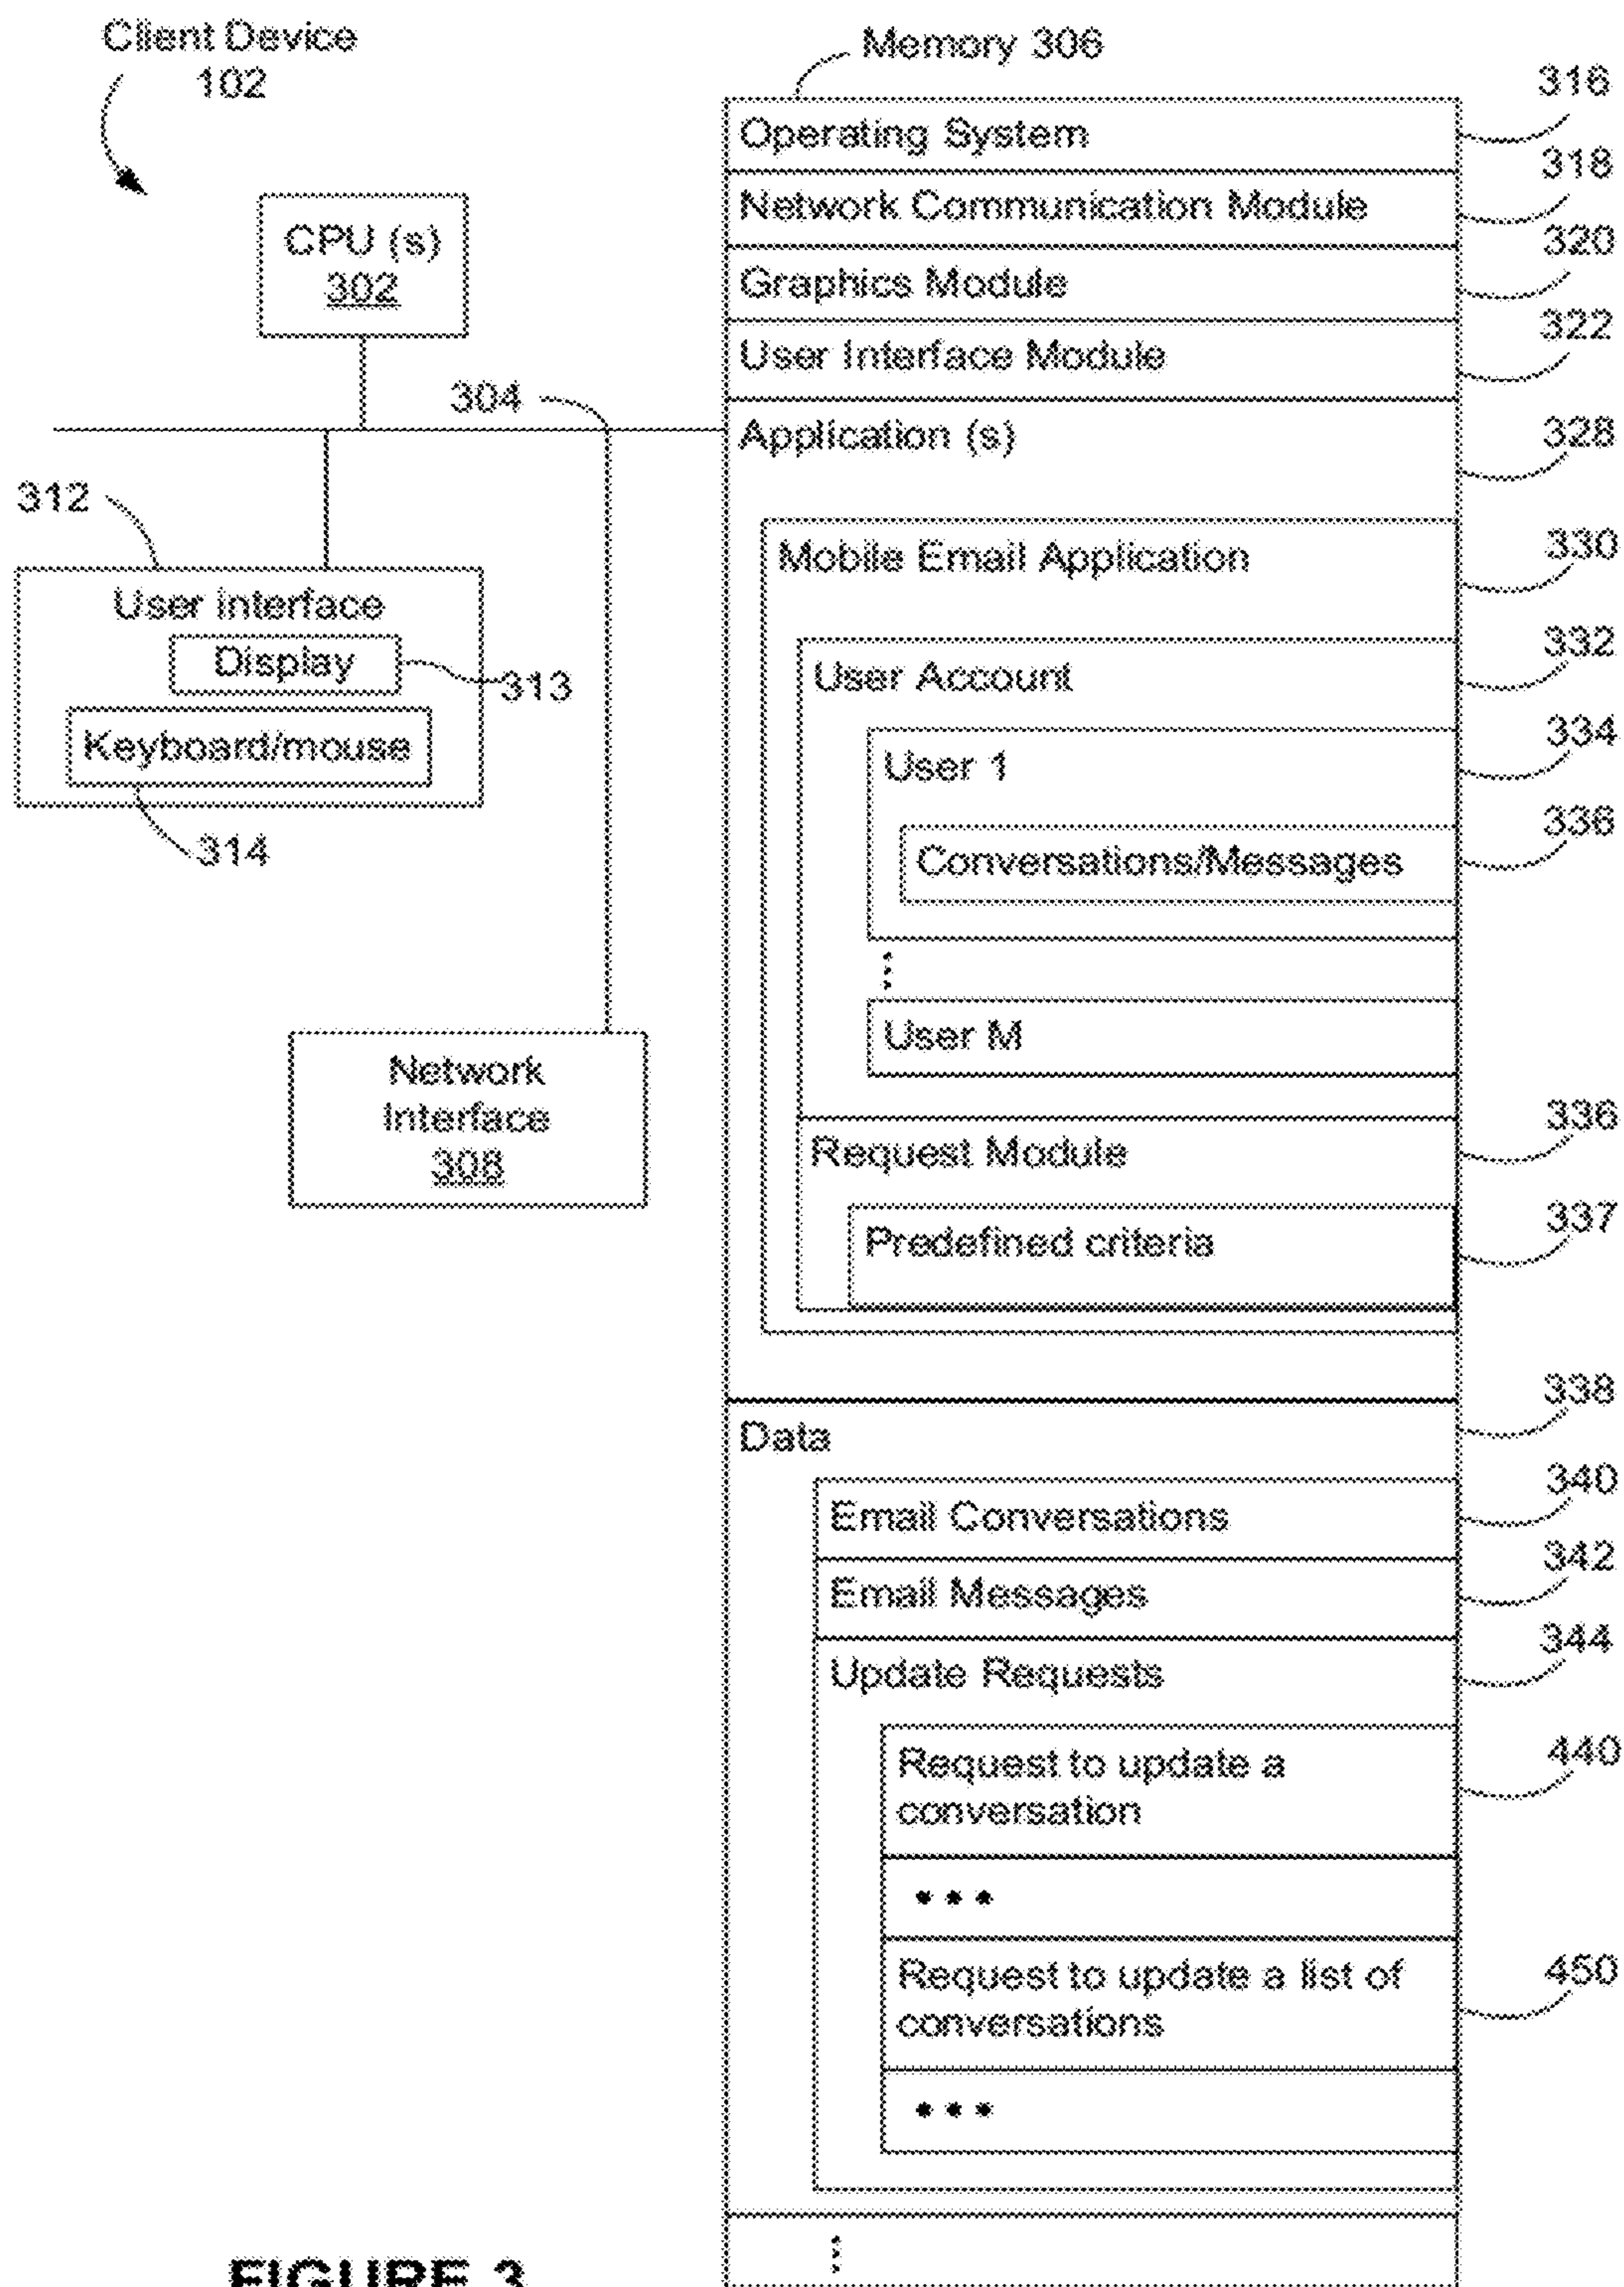 Client Device
102
Memory 306
316
Operating System
318
Network Communication Module
CPU (s)
302
320
Graphics Module
322
User Interface Module
304
Application (s)
328
312
Mobile Email Application
330
User interface
Display
313
Keyboard/mouse
314
User Account
332
User 1
334
Conversations/Messages
336
⋮
User M
Network
Interface
308
Request Module
336
Predefined criteria
337
Data
338
Email Conversations
340
Email Messages
342
Update Requests
344
Request to update a
conversation
440
• • •
Request to update a list of
conversations
450
• • •
⋮
FIGURE 3